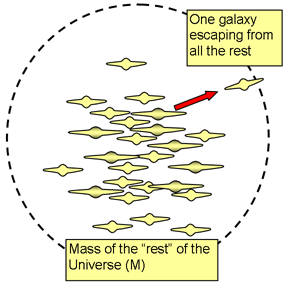 One galaxy
escaping from
all the rest
Mass of the “rest” of the
Universe (M)